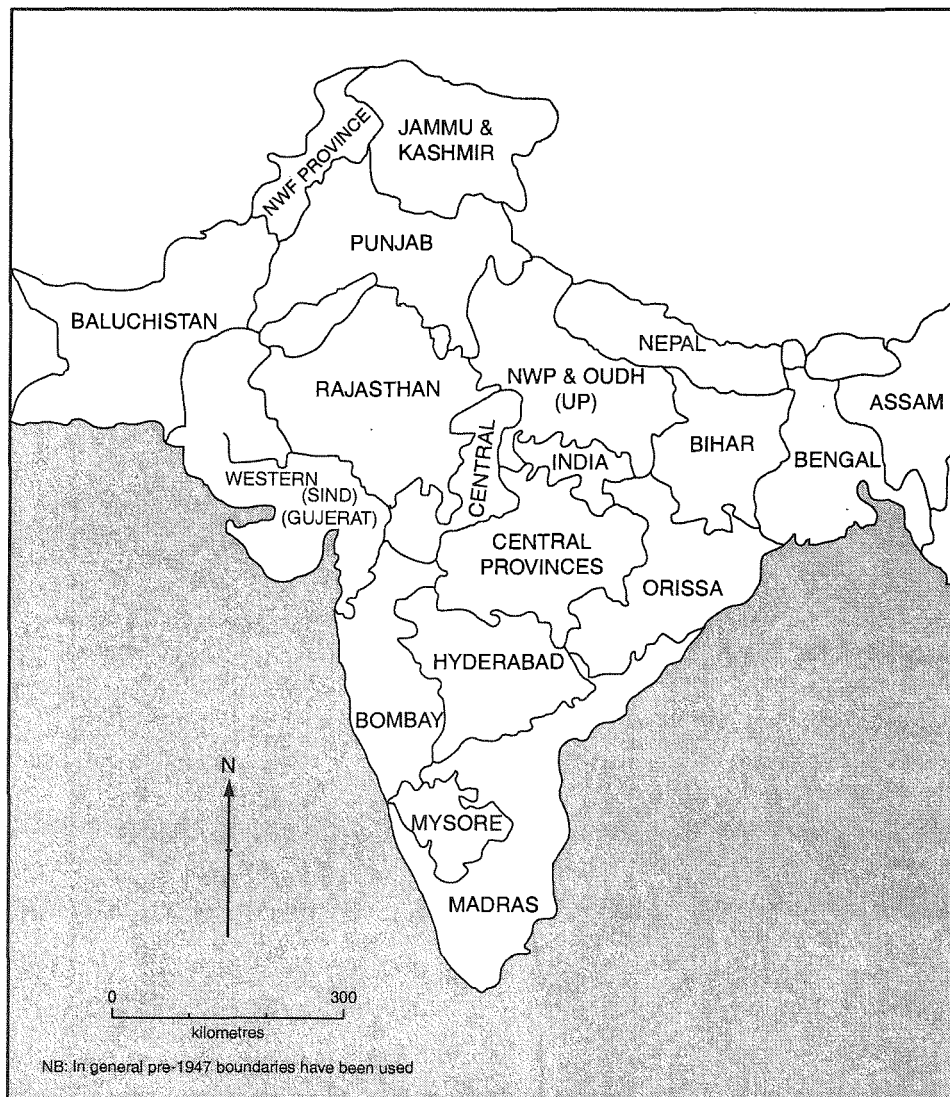 JAMMU &
KASHMIR
NWF PROVINCE
PUNJAB
BALUCHISTAN
NEPAL
RAJASTHAN
NWP & OUDH
(UP)
ASSAM
BIHAR
CENTRAL
INDIA
BENGAL
WESTERN
(SIND)
(GUJERAT)
CENTRAL
PROVINCES
ORISSA
HYDERABAD
BOMBAY
N
MYSORE
MADRAS
0 300
kilometres
NB: In general pre-1947 boundaries have been used